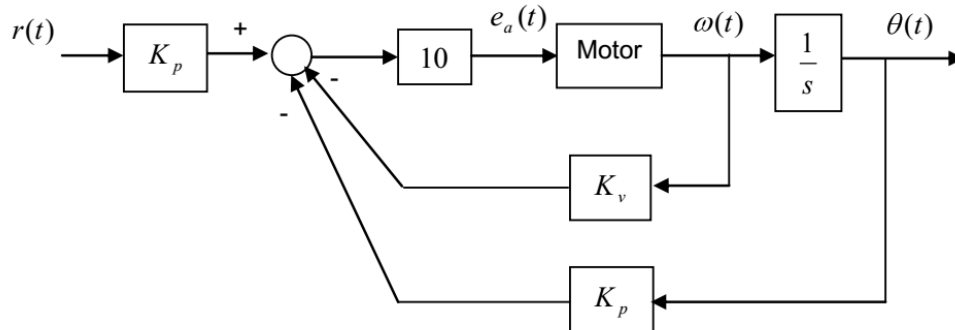 r(t)
K_p
+
-
-
10
e_a(t)
Motor
ω(t)
1/s
θ(t)
K_v
K_p